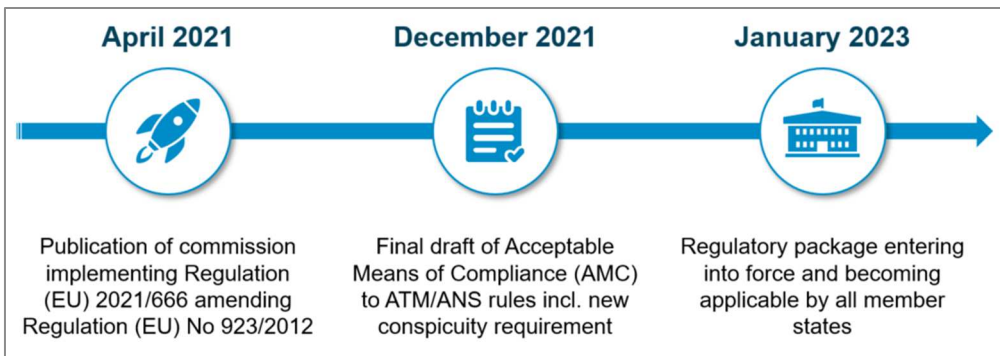 April 2021
Publication of commission
implementing Regulation
(EU) 2021/666 amending
Regulation (EU) No 923/2012
December 2021
Final draft of Acceptable
Means of Compliance (AMC)
to ATM/ANS rules incl. new
conspicuity requirement
January 2023
Regulatory package entering
into force and becoming
applicable by all member
states